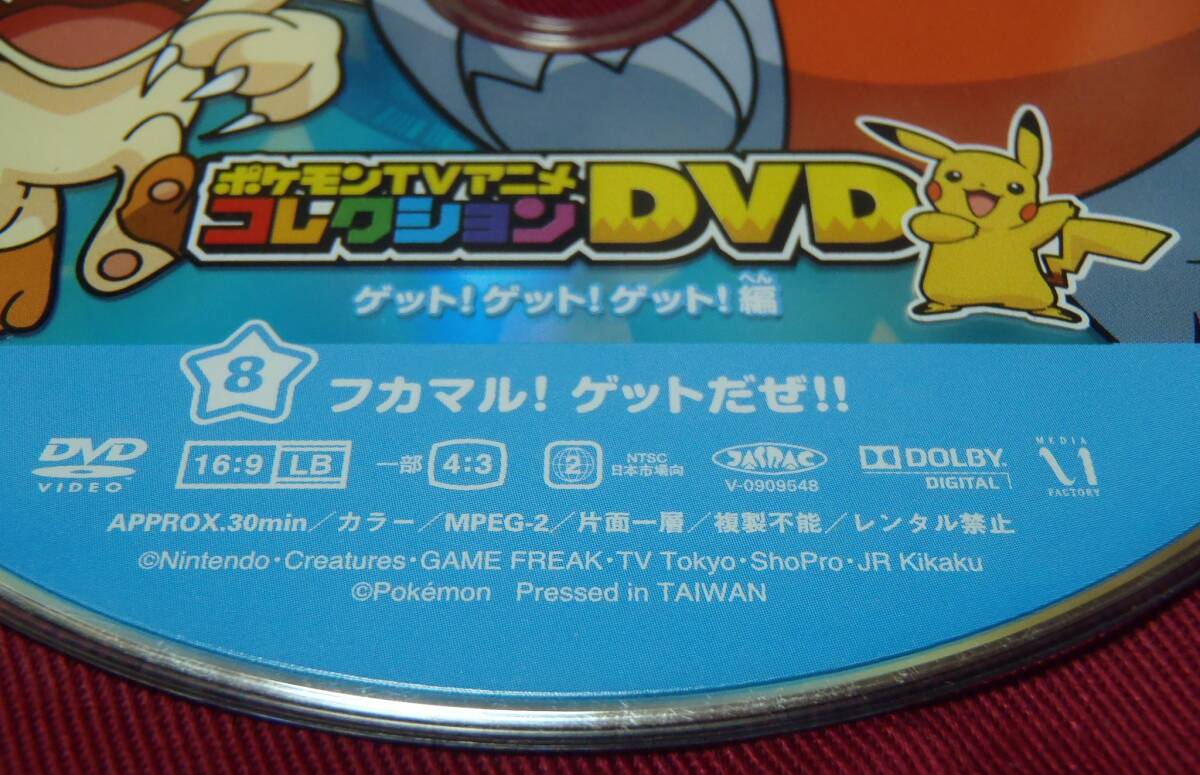 ポケモンTVアニメ
コレクションDVD
ゲット！ゲット！ゲット！編
へん
8 フカマル！ゲットだぜ!!
DVD VIDEO 16:9 LB 一部 4:3 2 NTSC 日本市場向 JASRAC V-0909548 DOLBY DIGITAL MEDIA FACTORY
APPROX.30min／カラー／MPEG-2／片面一層／複製不能／レンタル禁止
©Nintendo・Creatures・GAME FREAK・TV Tokyo・ShoPro・JR Kikaku
©Pokémon Pressed in TAIWAN